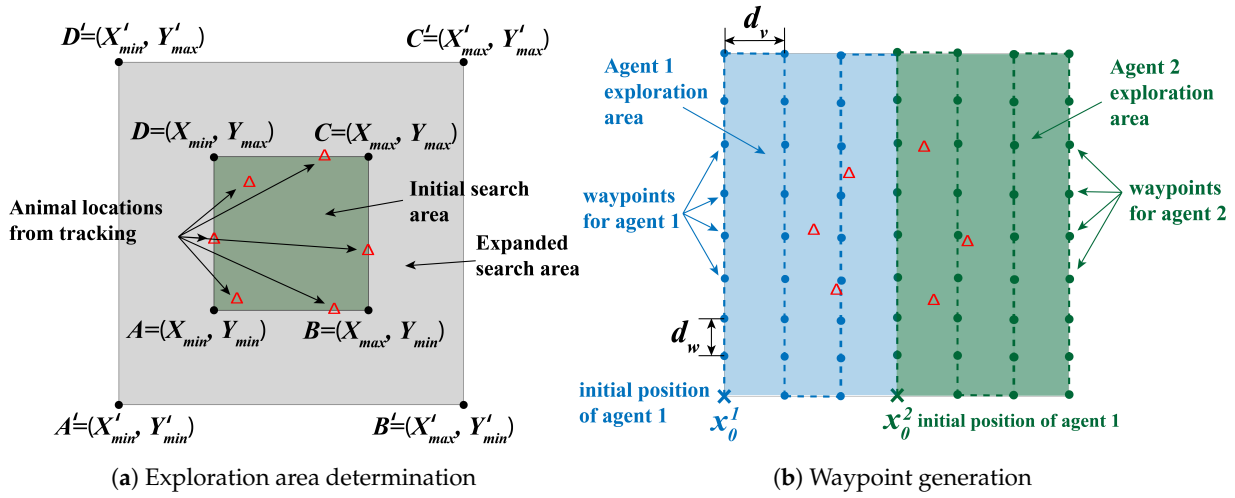 D'=(X'min, Y'max)
C'=(X'max, Y'max)
D=(Xmin, Ymax)
C=(Xmax, Ymax)
Animal locations
from tracking
Initial search
area
Expanded
search area
A=(Xmin, Ymin)
B=(Xmax, Ymin)
A'=(X'min, Y'min)
B'=(X'max, Y'min)
(a) Exploration area determination
dv
Agent 1
exploration
area
Agent 2
exploration
area
waypoints
for agent 1
waypoints
for agent 2
dw
initial position
of agent 1
x01
x02 initial position of agent 1
(b) Waypoint generation